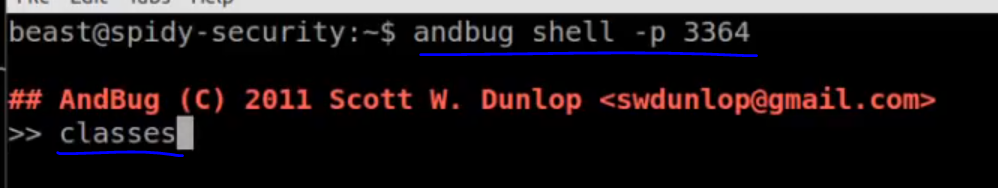 beast@spidy-security:~$ andbug shell -p 3364
## AndBug (C) 2011 Scott W. Dunlop <swdunlop@gmail.com>
>> classes